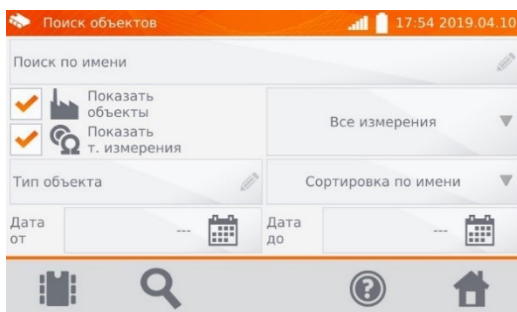 Поиск объектов 17:54 2019.04.10
Поиск по имени
Показать
объекты
Показать
т. измерения
Все измерения
Тип объекта
Сортировка по имени
Дата
от
---
Дата
до
---